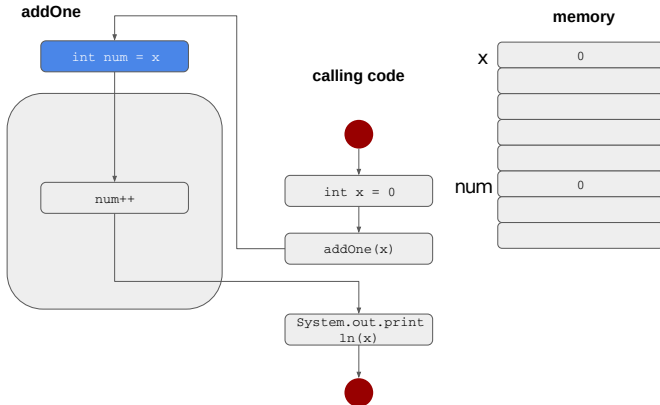 addOne
int num = x
num++
calling code
int x = 0
addOne(x)
System.out.print
ln(x)
memory
x
0
num
0